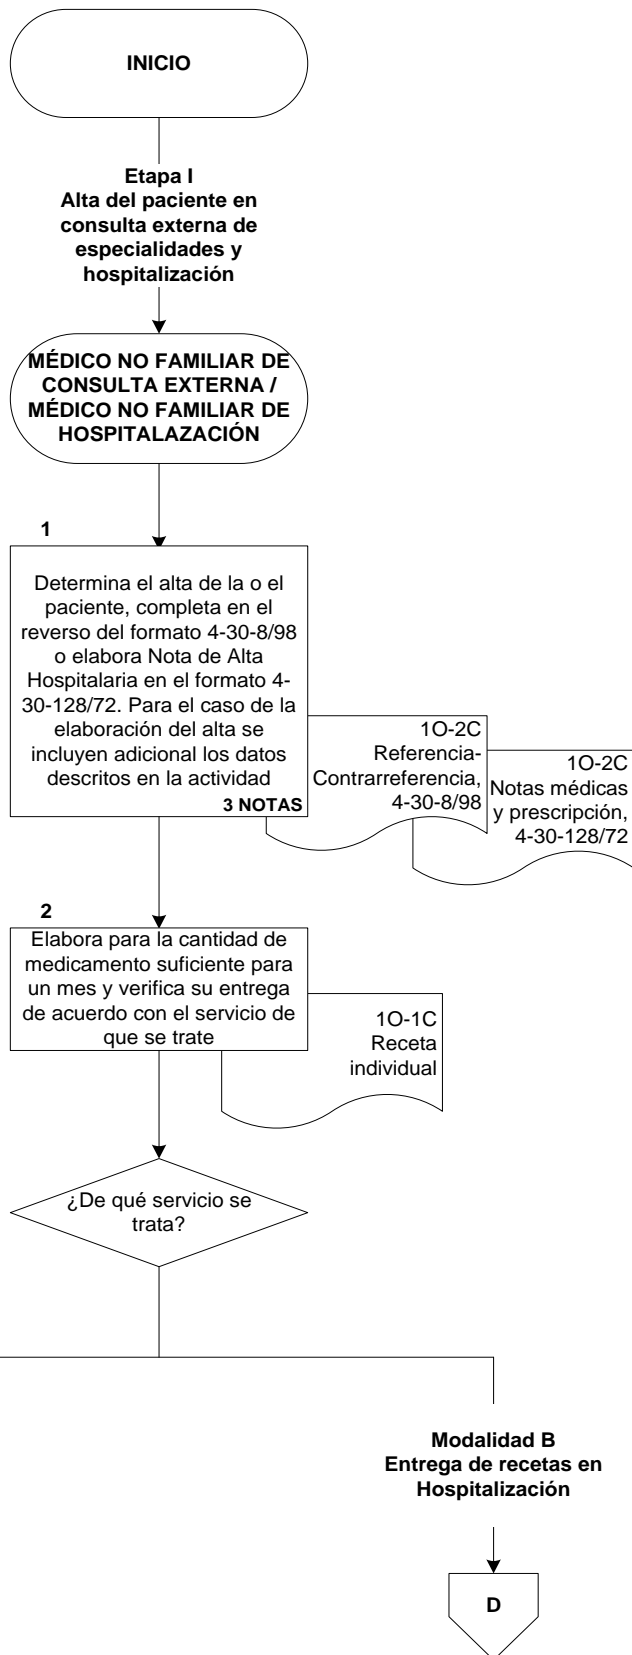 INICIO
Etapa I
Alta del paciente en
consulta externa de
especialidades y
hospitalización
MÉDICO NO FAMILIAR DE
CONSULTA EXTERNA /
MÉDICO NO FAMILIAR DE
HOSPITALAZACIÓN
1
Determina el alta de la o el
paciente, completa en el
reverso del formato 4-30-8/98
o elabora Nota de Alta
Hospitalaria en el formato 4-
30-128/72. Para el caso de la
elaboración del alta se
incluyen adicional los datos
descritos en la actividad
3 NOTAS
1O-2C
Referencia-
Contrarreferencia,
4-30-8/98
1O-2C
Notas médicas
y prescripción,
4-30-128/72
2
Elabora para la cantidad de
medicamento suficiente para
un mes y verifica su entrega
de acuerdo con el servicio de
que se trate
1O-1C
Receta
individual
¿De qué servicio se
trata?
Modalidad B
Entrega de recetas en
Hospitalización
D